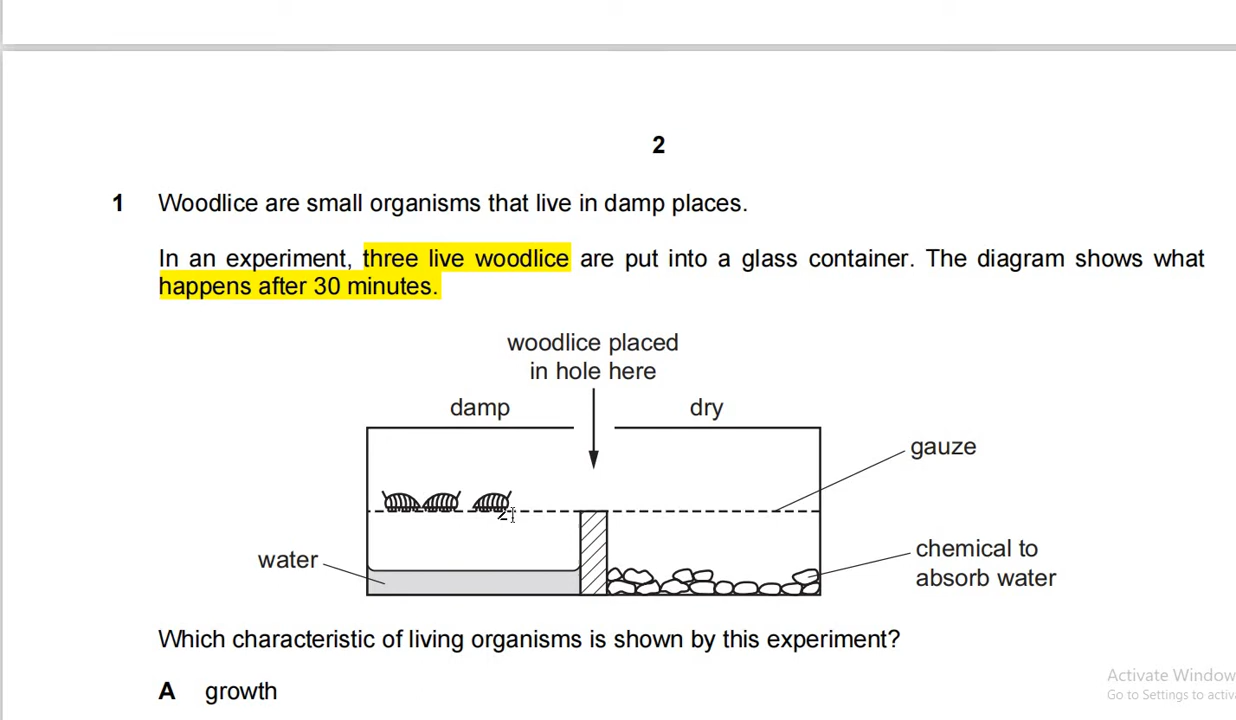 2
1 Woodlice are small organisms that live in damp places.
In an experiment, three live woodlice are put into a glass container. The diagram shows what
happens after 30 minutes.
woodlice placed
in hole here
damp
dry
gauze
water
chemical to
absorb water
Which characteristic of living organisms is shown by this experiment?
A growth
Activate Window
Go to Settings to activ